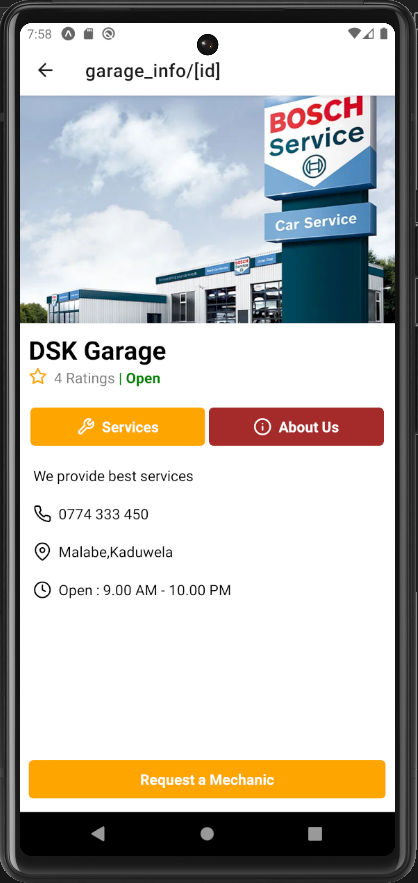 7:58
garage_info/[id]
BOSCH
Service
Car Service
DSK Garage
4 Ratings | Open
Services
About Us
We provide best services
0774 333 450
Malabe,Kaduwela
Open : 9.00 AM - 10.00 PM
Request a Mechanic